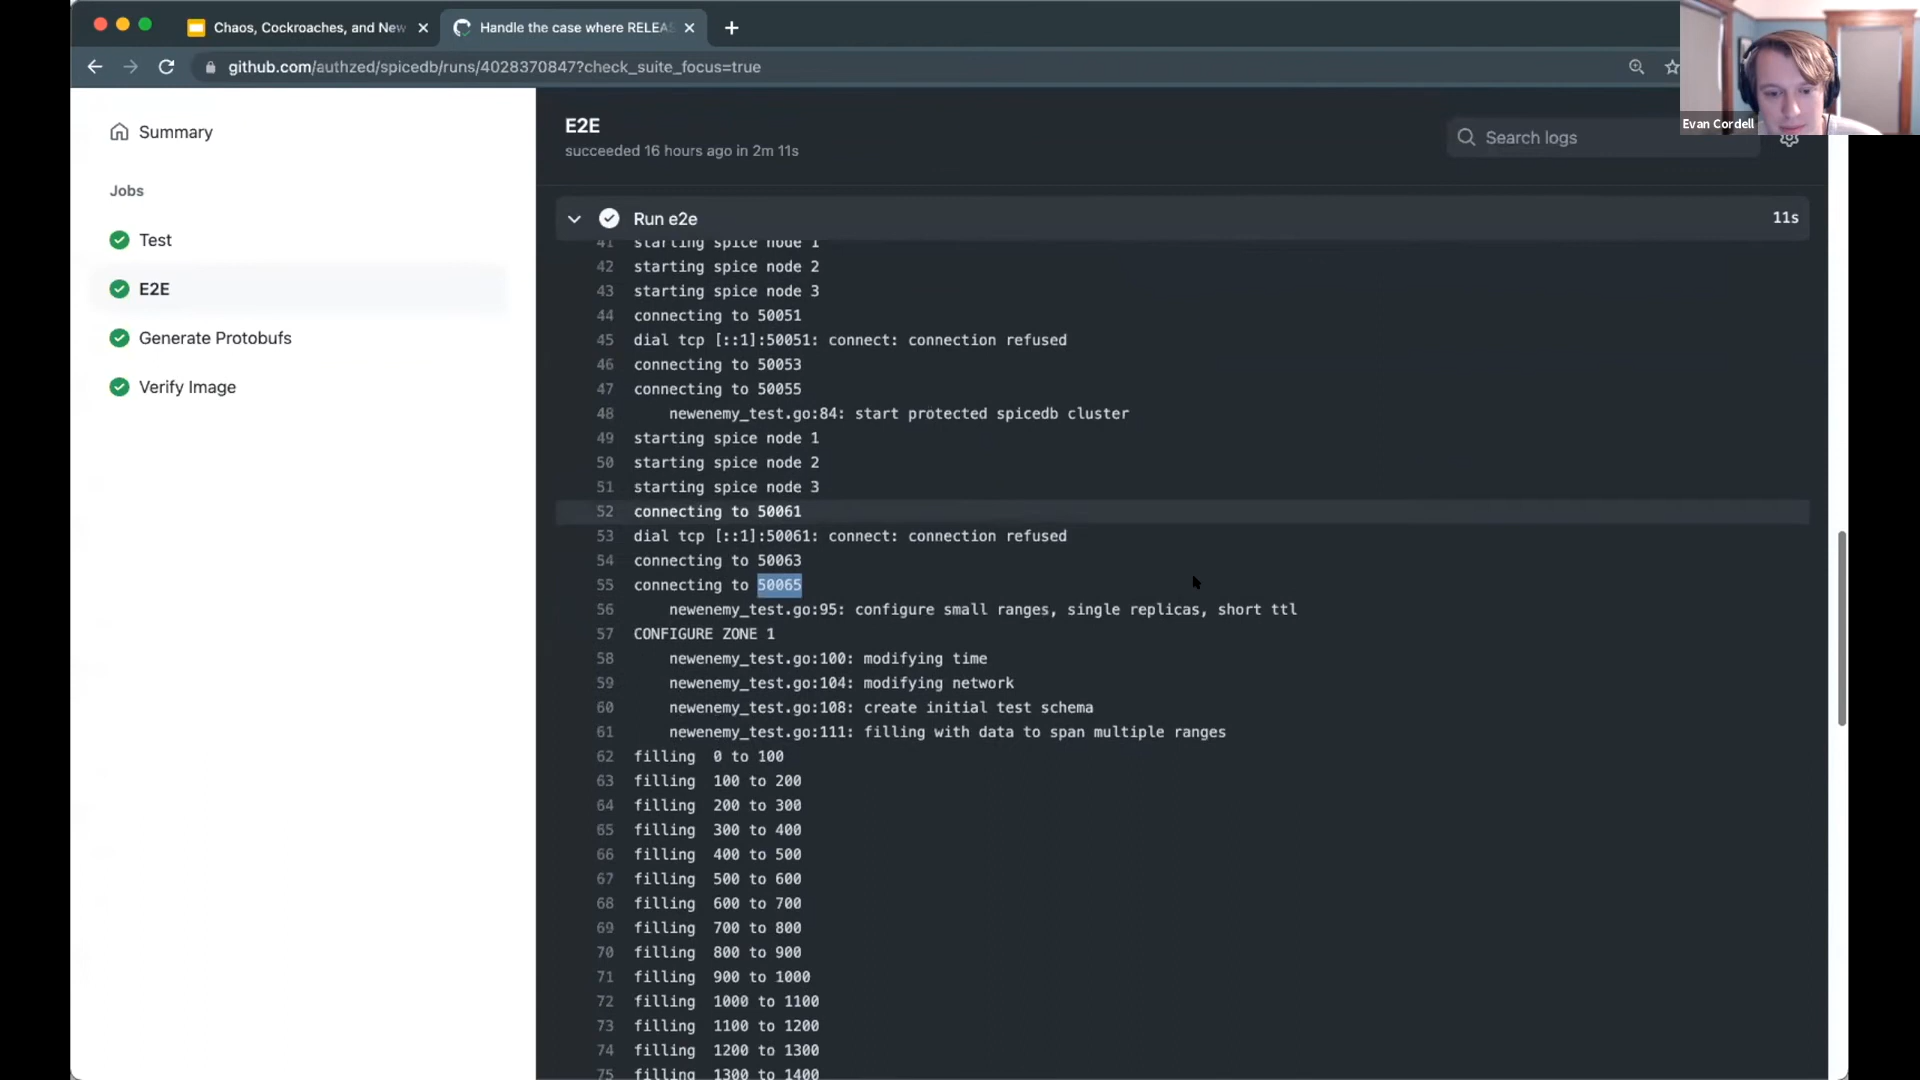 Chaos, Cockroaches, and New
Handle the case where RELEA
github.com/authzed/spicedb/runs/4028370847?check_suite_focus=true
Evan Cordell
Summary
Jobs
Test
E2E
Generate Protobufs
Verify Image
E2E
succeeded 16 hours ago in 2m 11s
Search logs
Run e2e
11s
41 starting spice node 1
42 starting spice node 2
43 starting spice node 3
44 connecting to 50051
45 dial tcp [::1]:50051: connect: connection refused
46 connecting to 50053
47 connecting to 50055
48 newenemy_test.go:84: start protected spicedb cluster
49 starting spice node 1
50 starting spice node 2
51 starting spice node 3
52 connecting to 50061
53 dial tcp [::1]:50061: connect: connection refused
54 connecting to 50063
55 connecting to 50065
56 newenemy_test.go:95: configure small ranges, single replicas, short ttl
57 CONFIGURE ZONE 1
58 newenemy_test.go:100: modifying time
59 newenemy_test.go:104: modifying network
60 newenemy_test.go:108: create initial test schema
61 newenemy_test.go:111: filling with data to span multiple ranges
62 filling 0 to 100
63 filling 100 to 200
64 filling 200 to 300
65 filling 300 to 400
66 filling 400 to 500
67 filling 500 to 600
68 filling 600 to 700
69 filling 700 to 800
70 filling 800 to 900
71 filling 900 to 1000
72 filling 1000 to 1100
73 filling 1100 to 1200
74 filling 1200 to 1300
75 filling 1300 to 1400